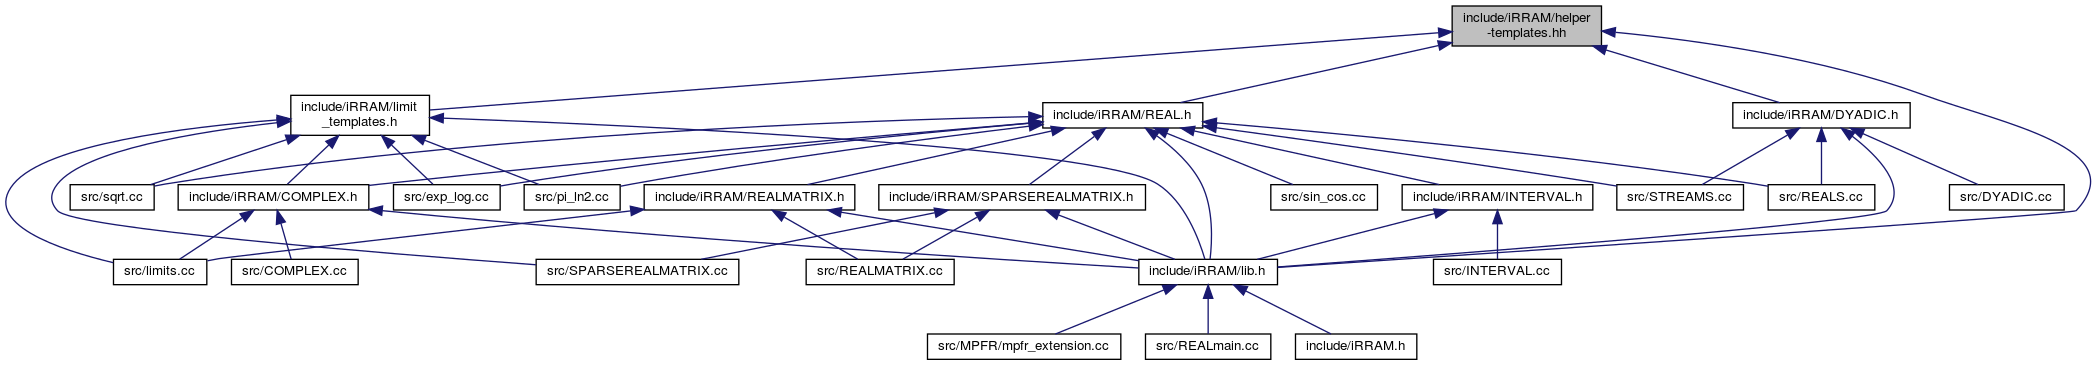 include/iRRAM/helper
-templates.hh
include/iRRAM/limit
_templates.h
include/iRRAM/REAL.h
include/iRRAM/DYADIC.h
src/sqrt.cc
include/iRRAM/COMPLEX.h
src/exp_log.cc
src/pi_ln2.cc
include/iRRAM/REALMATRIX.h
include/iRRAM/SPARSEREALMATRIX.h
src/sin_cos.cc
include/iRRAM/INTERVAL.h
src/STREAMS.cc
src/REALS.cc
src/DYADIC.cc
src/limits.cc
src/COMPLEX.cc
src/SPARSEREALMATRIX.cc
src/REALMATRIX.cc
include/iRRAM/lib.h
src/INTERVAL.cc
src/MPFR/mpfr_extension.cc
src/REALmain.cc
include/iRRAM.h